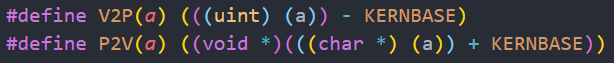 #define V2P(a) (((uint) (a)) - KERNBASE)
#define P2V(a) ((void *)(((char *) (a)) + KERNBASE))